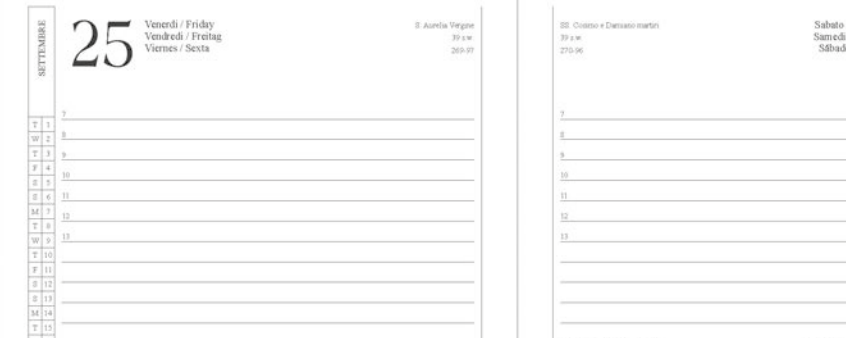 SETTEMBRE
25
Venerdì / Friday
Vendredi / Freitag
Viernes / Sexta
S. Aurelia Vergine
39 s.w.
269-97
T 1
W 2
T 3
F 4
S 5
S 6
M 7
T 8
W 9
T 10
F 11
S 12
S 13
M 14
T 15
7
8
9
10
11
12
13
SS. Cosmo e Damiano martiri
39 s.w.
270-96
Sabato
Samedi
7
8
9
10
11
12
13